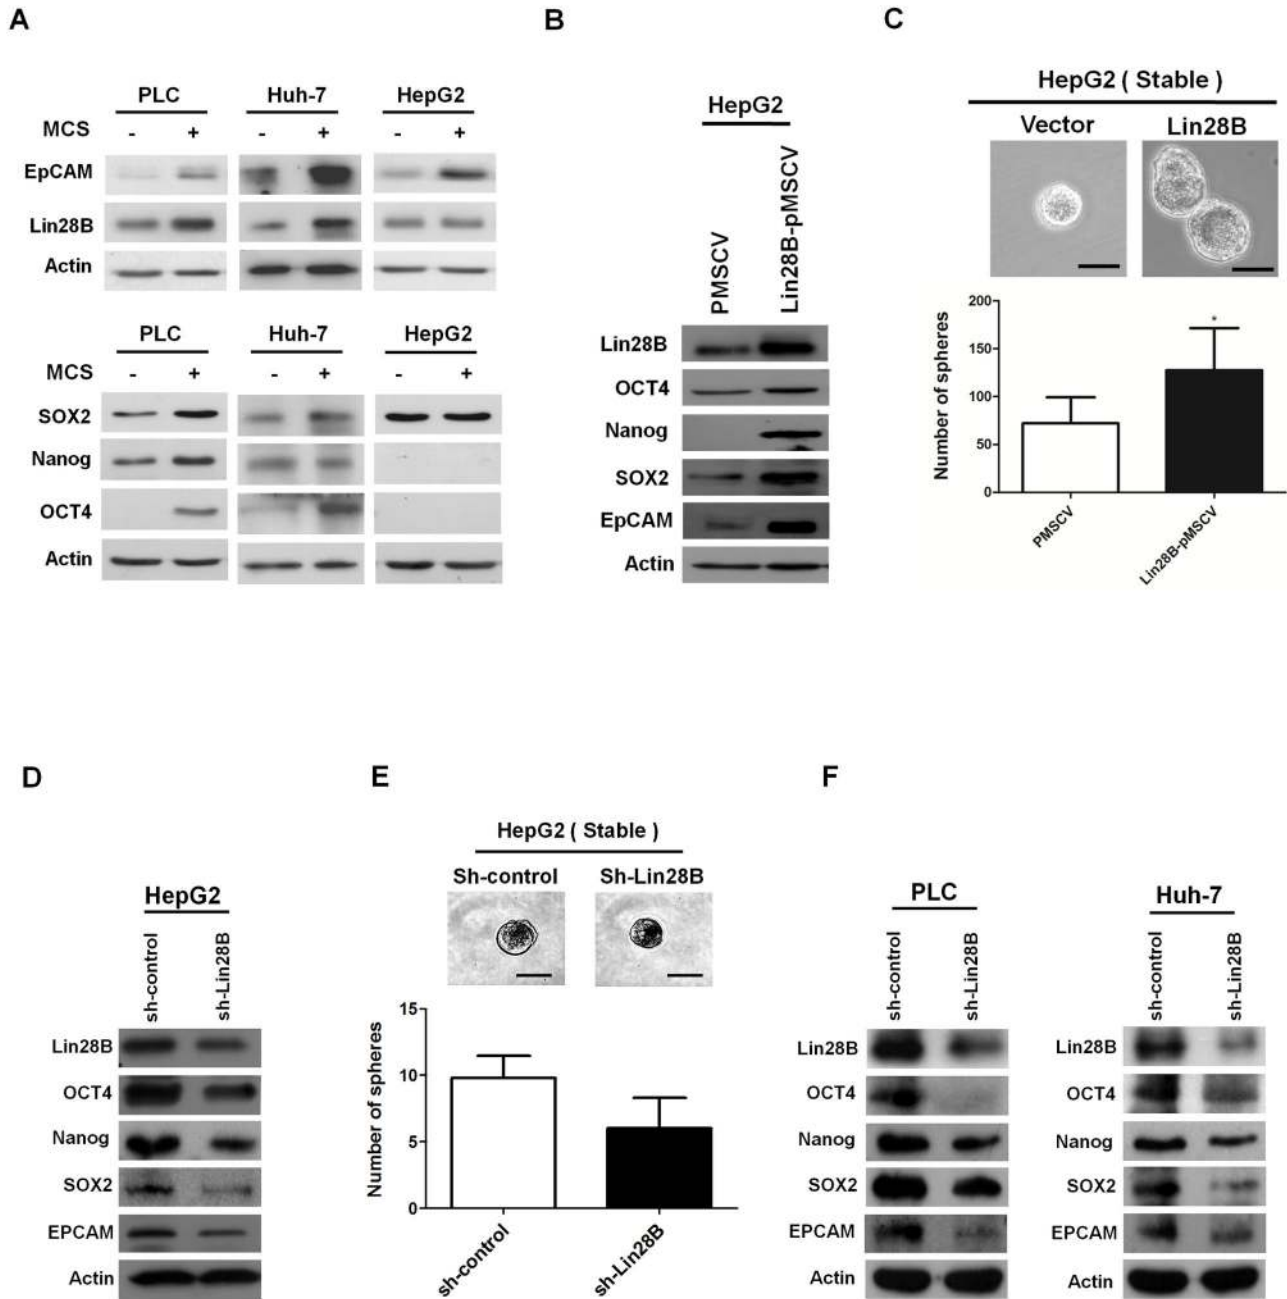 A
PLC Huh-7 HepG2
MCS - + - + - +
EpCAM
Lin28B
Actin
PLC Huh-7 HepG2
MCS - + - + - +
SOX2
Nanog
OCT4
Actin
B
HepG2
PMSCV
Lin28B-pMSCV
Lin28B
OCT4
Nanog
SOX2
EpCAM
Actin
C
HepG2 ( Stable )
Vector Lin28B
Number of spheres
200
150
100
50
0
*
PMSCV
Lin28B-pMSCV
D
HepG2
sh-control
sh-Lin28B
Lin28B
OCT4
Nanog
SOX2
EPCAM
Actin
E
HepG2 ( Stable )
Sh-control Sh-Lin28B
Number of spheres
15
10
5
0
sh-control
sh-Lin28B
F
PLC
sh-control
sh-Lin28B
Lin28B
OCT4
Nanog
SOX2
EPCAM
Actin
Huh-7
sh-control
sh-Lin28B
Lin28B
OCT4
Nanog
SOX2
EPCAM
Actin